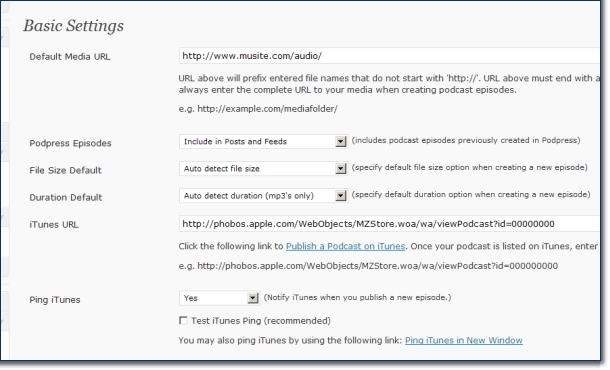 Basic Settings
Default Media URL http://www.musite.com/audio/
URL above will prefix entered file names that do not start with 'http://'. URL above must end with a
always enter the complete URL to your media when creating podcast episodes.
e.g. http://example.com/mediafolder/
Podpress Episodes Include in Posts and Feeds (includes podcast episodes previously created in Podpress)
File Size Default Auto detect file size (specify default file size option when creating a new episode)
Duration Default Auto detect duration (mp3's only) (specify default duration option when creating a new episode)
iTunes URL http://phobos.apple.com/WebObjects/MZStore.woa/wa/viewPodcast?id=00000000
Click the following link to Publish a Podcast on iTunes. Once your podcast is listed on iTunes, enter
e.g. http://phobos.apple.com/WebObjects/MZStore.woa/wa/viewPodcast?id=000000000
Ping iTunes Yes (Notify iTunes when you publish a new episode.)
Test iTunes Ping (recommended)
You may also ping iTunes by using the following link: Ping iTunes in New Window